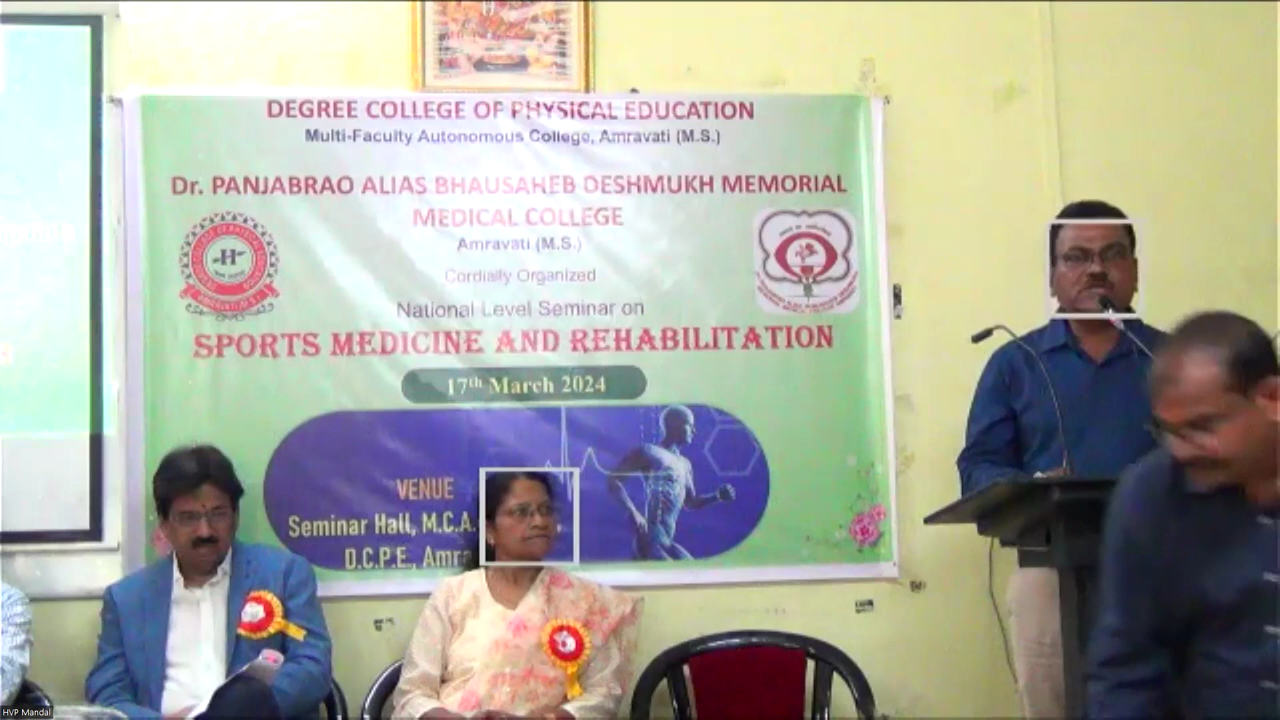 DEGREE COLLEGE OF PHYSICAL EDUCATION
Multi-Faculty Autonomous College, Amravati (M.S.)
Dr. PANJABRAO ALIAS BHAUSAHEB DESHMUKH MEMORIAL
MEDICAL COLLEGE
Amravati (M.S.)
Cordially Organized
National Level Seminar on
SPORTS MEDICINE AND REHABILITATION
17th March 2024
VENUE
Seminar Hall, M.C.A.
D.C.P.E., Amra
HVP Mandal